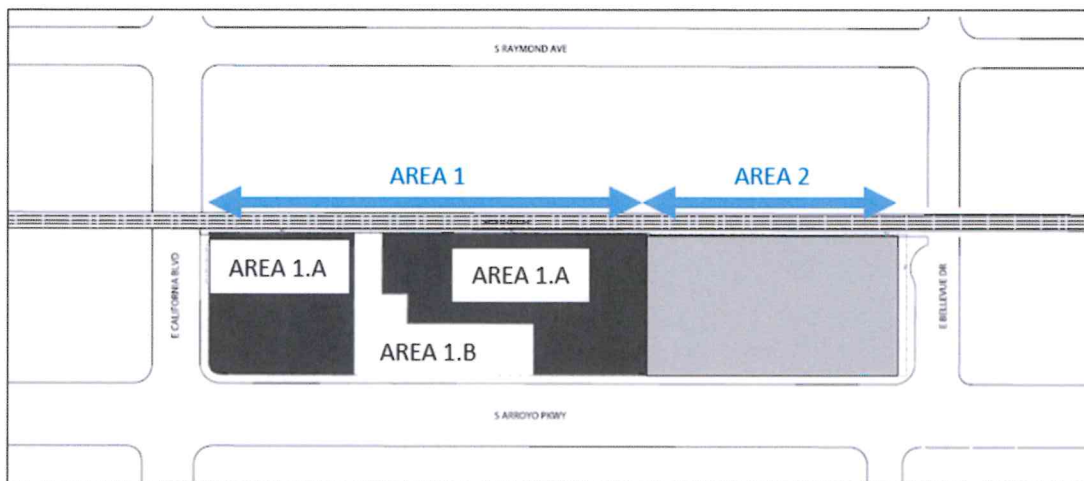 S RAYMOND AVE
AREA 1
AREA 2
E CALIFORNIA BLVD
AREA 1.A
AREA 1.A
E BELLEVUE DR
AREA 1.B
S ARROYO PKWY